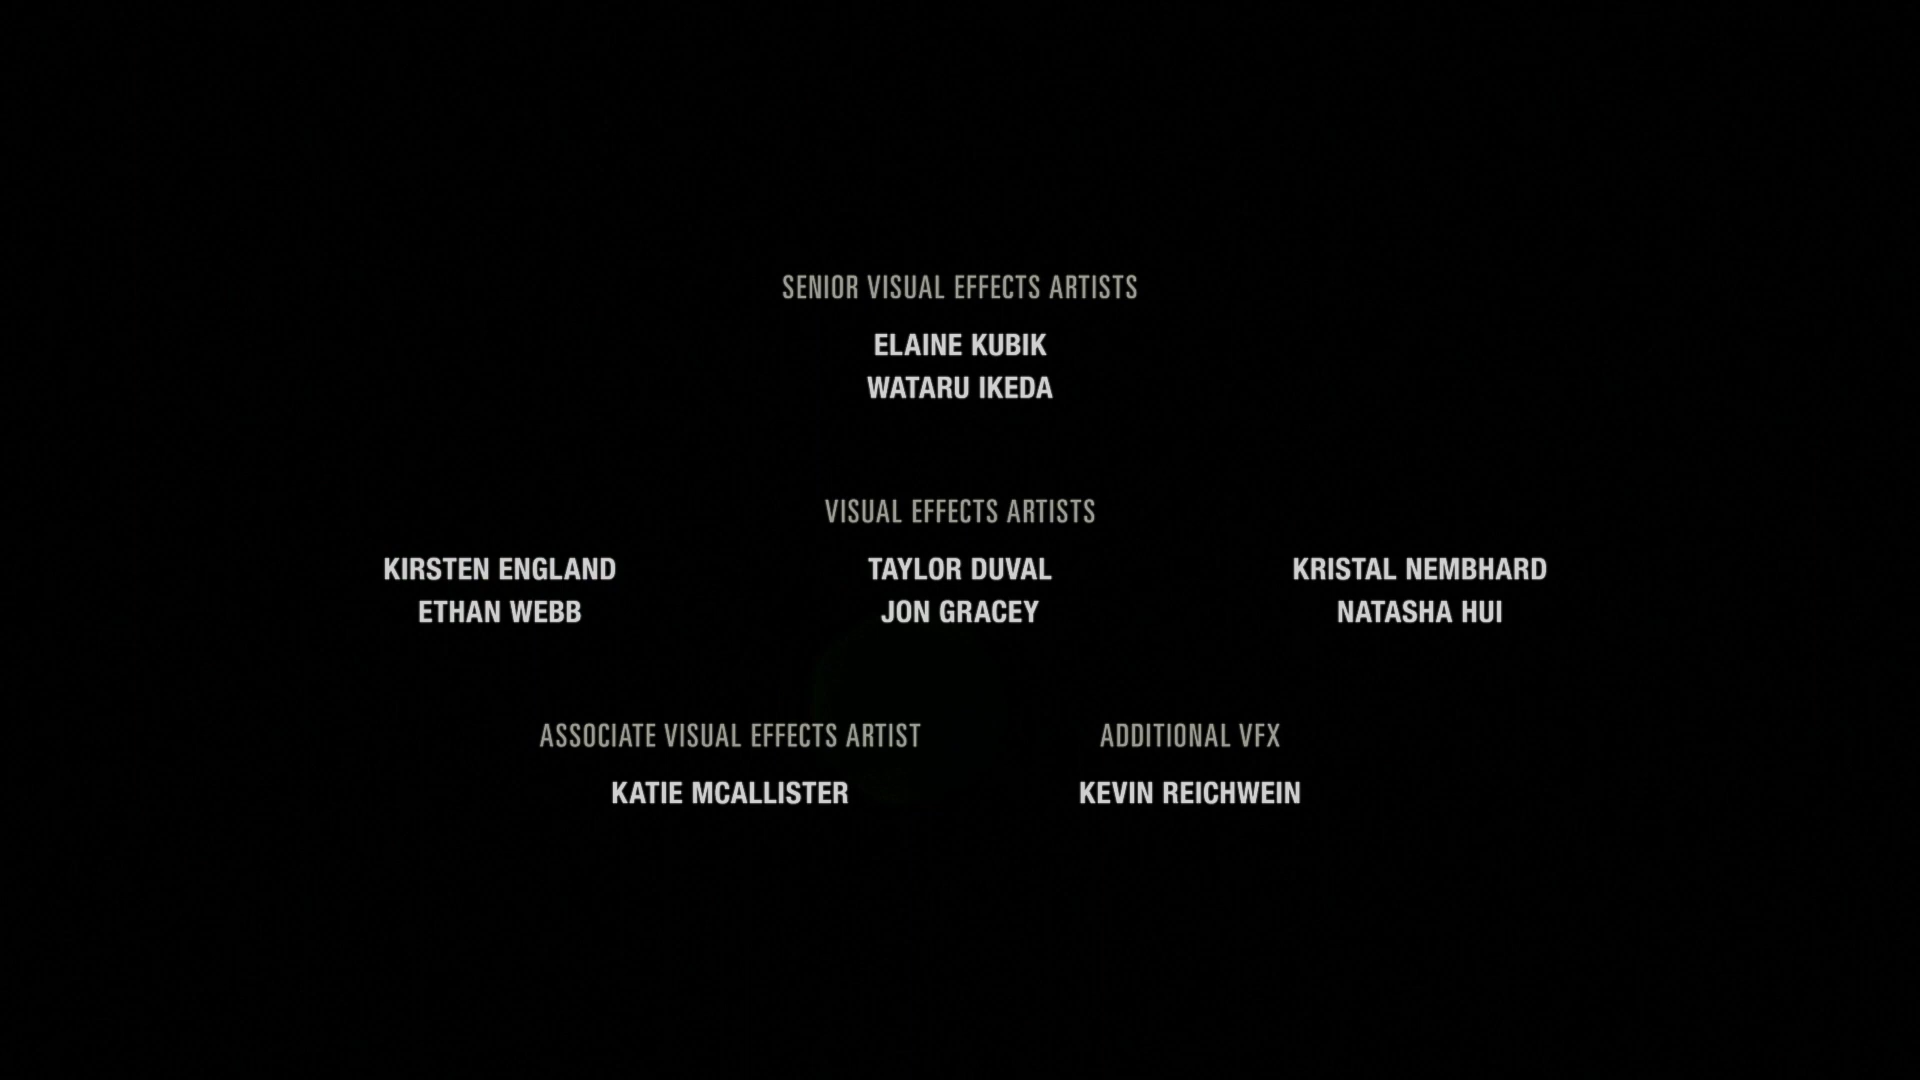 SENIOR VISUAL EFFECTS ARTISTS
ELAINE KUBIK
WATARU IKEDA
VISUAL EFFECTS ARTISTS
KIRSTEN ENGLAND TAYLOR DUVAL KRISTAL NEMBHARD
ETHAN WEBB JON GRACEY NATASHA HUI
ASSOCIATE VISUAL EFFECTS ARTIST ADDITIONAL VFX
KATIE MCALLISTER KEVIN REICHWEIN